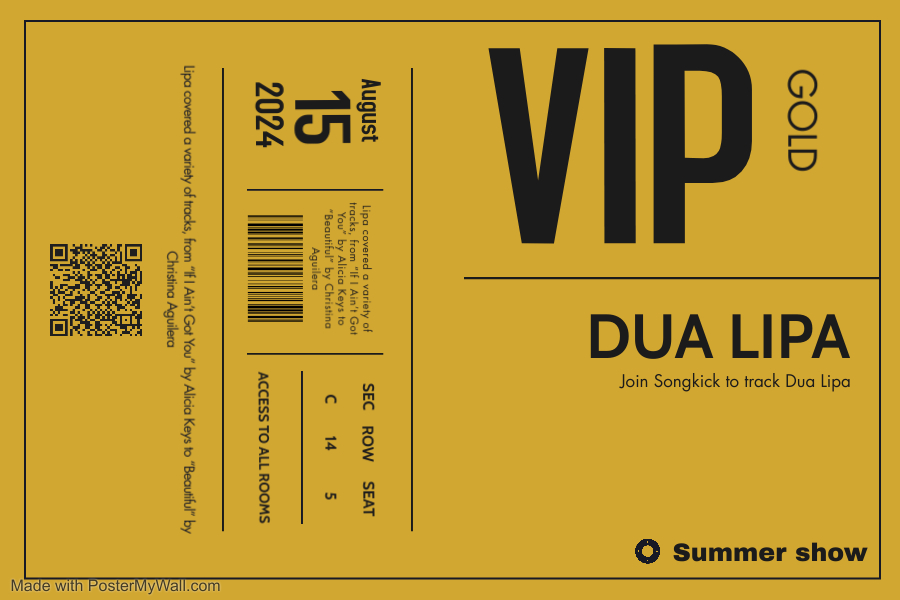 VIP
GOLD
DUA LIPA
Join Songkick to track Dua Lipa
Summer show
August
15
2024
Lipa covered a variety of
tracks, from "If I Ain't Got
You" by Alicia Keys to
"Beautiful" by Christina
Aguilera
SEC ROW SEAT
C 14 5
ACCESS TO ALL ROOMS
Lipa covered a variety of tracks, from "If I Ain't Got You" by Alicia Keys to "Beautiful" by
Christina Aguilera
Made with PosterMyWall.com